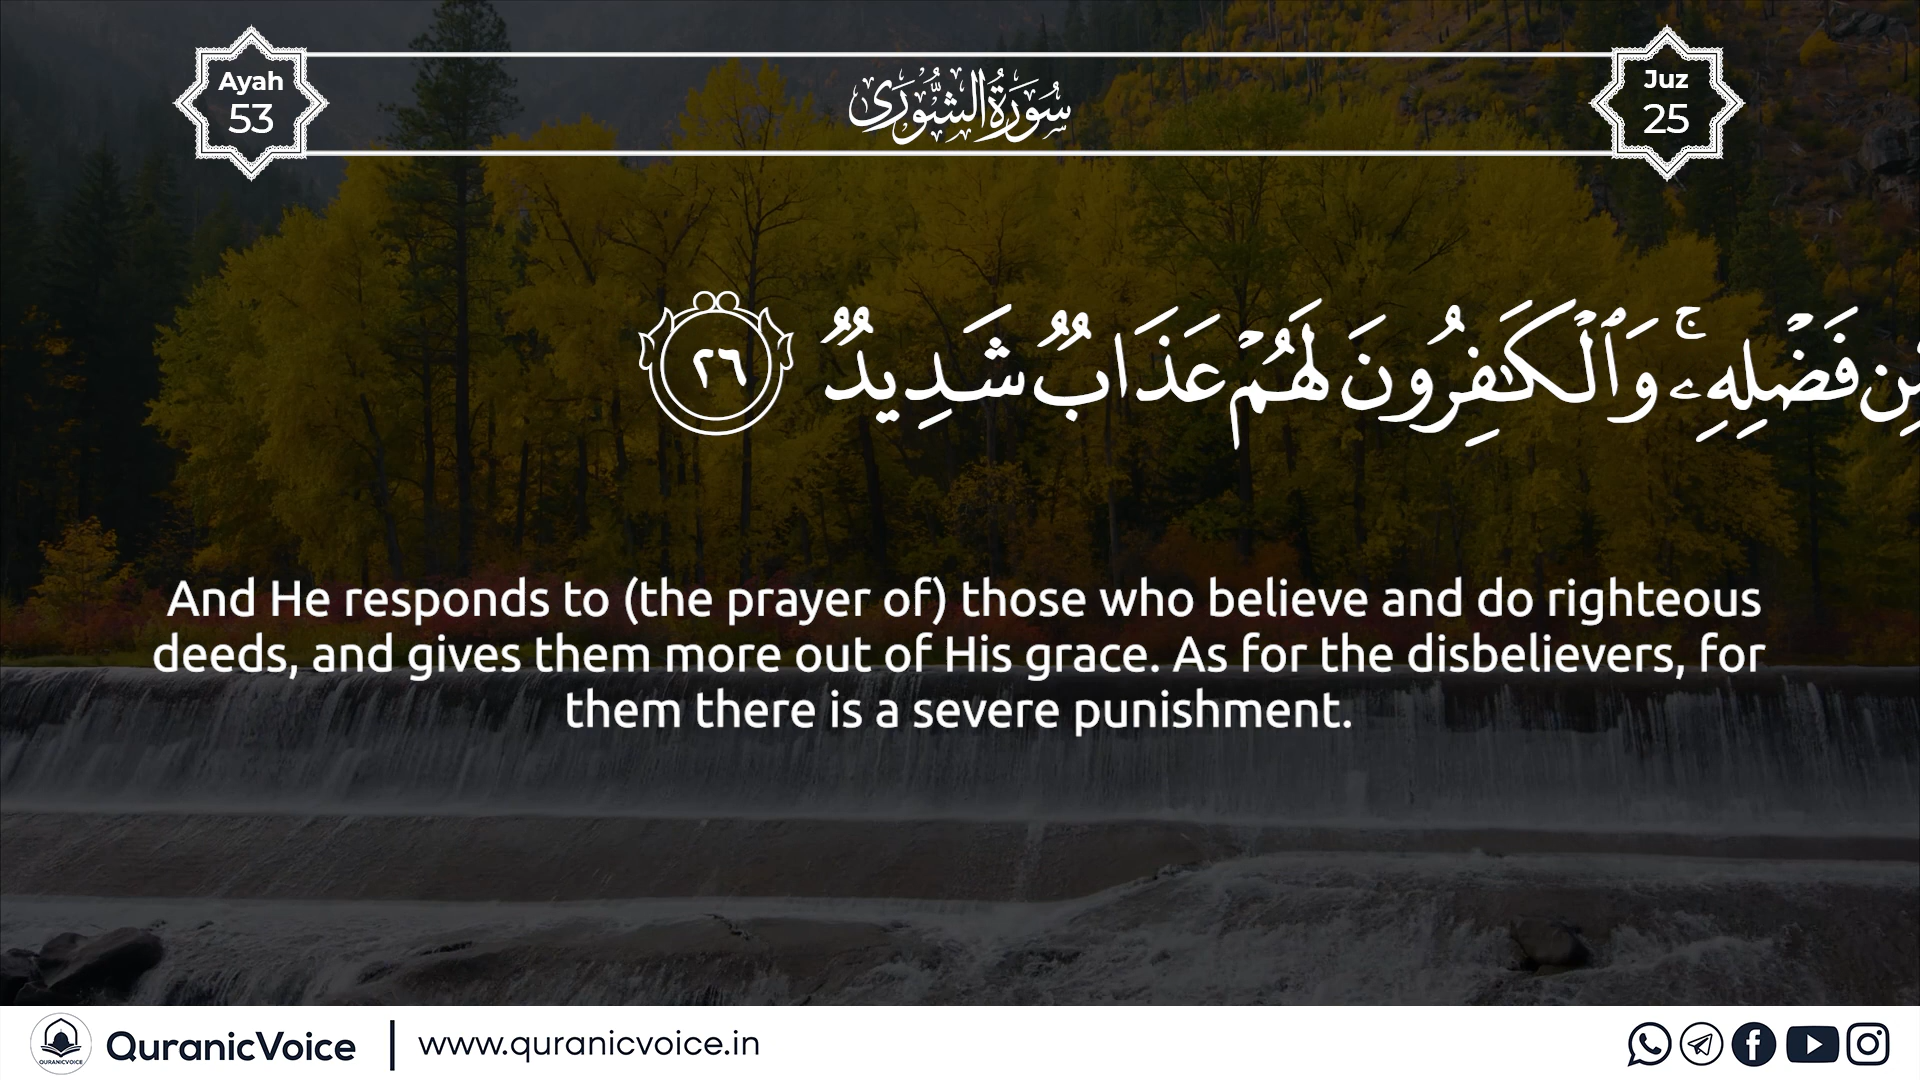 Ayah
53
سُورَةُ الشُّورَى
Juz
25
مِن فَضْلِهِۦ ۚ وَٱلْكَـٰفِرُونَ لَهُمْ عَذَابٌ شَدِيدٌ ٢٦
And He responds to (the prayer of) those who believe and do righteous
deeds, and gives them more out of His grace. As for the disbelievers, for
them there is a severe punishment.
QURANICVOICE
QuranicVoice | www.quranicvoice.in